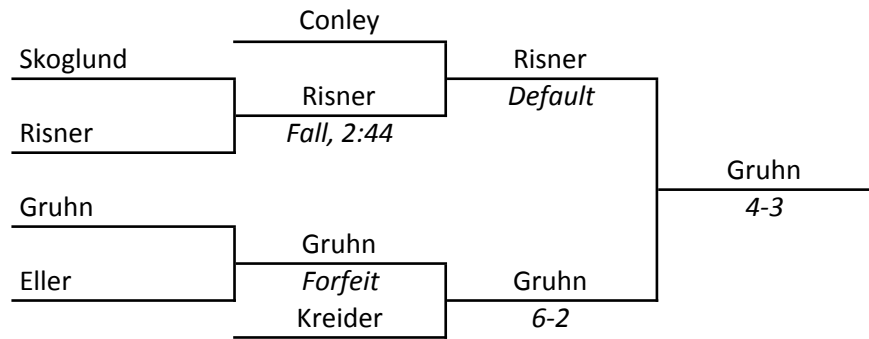 Conley
Skoglund
Risner
Risner
Default
Risner
Fall, 2:44
Gruhn
4-3
Gruhn
Gruhn
Forfeit
Eller
Gruhn
6-2
Kreider